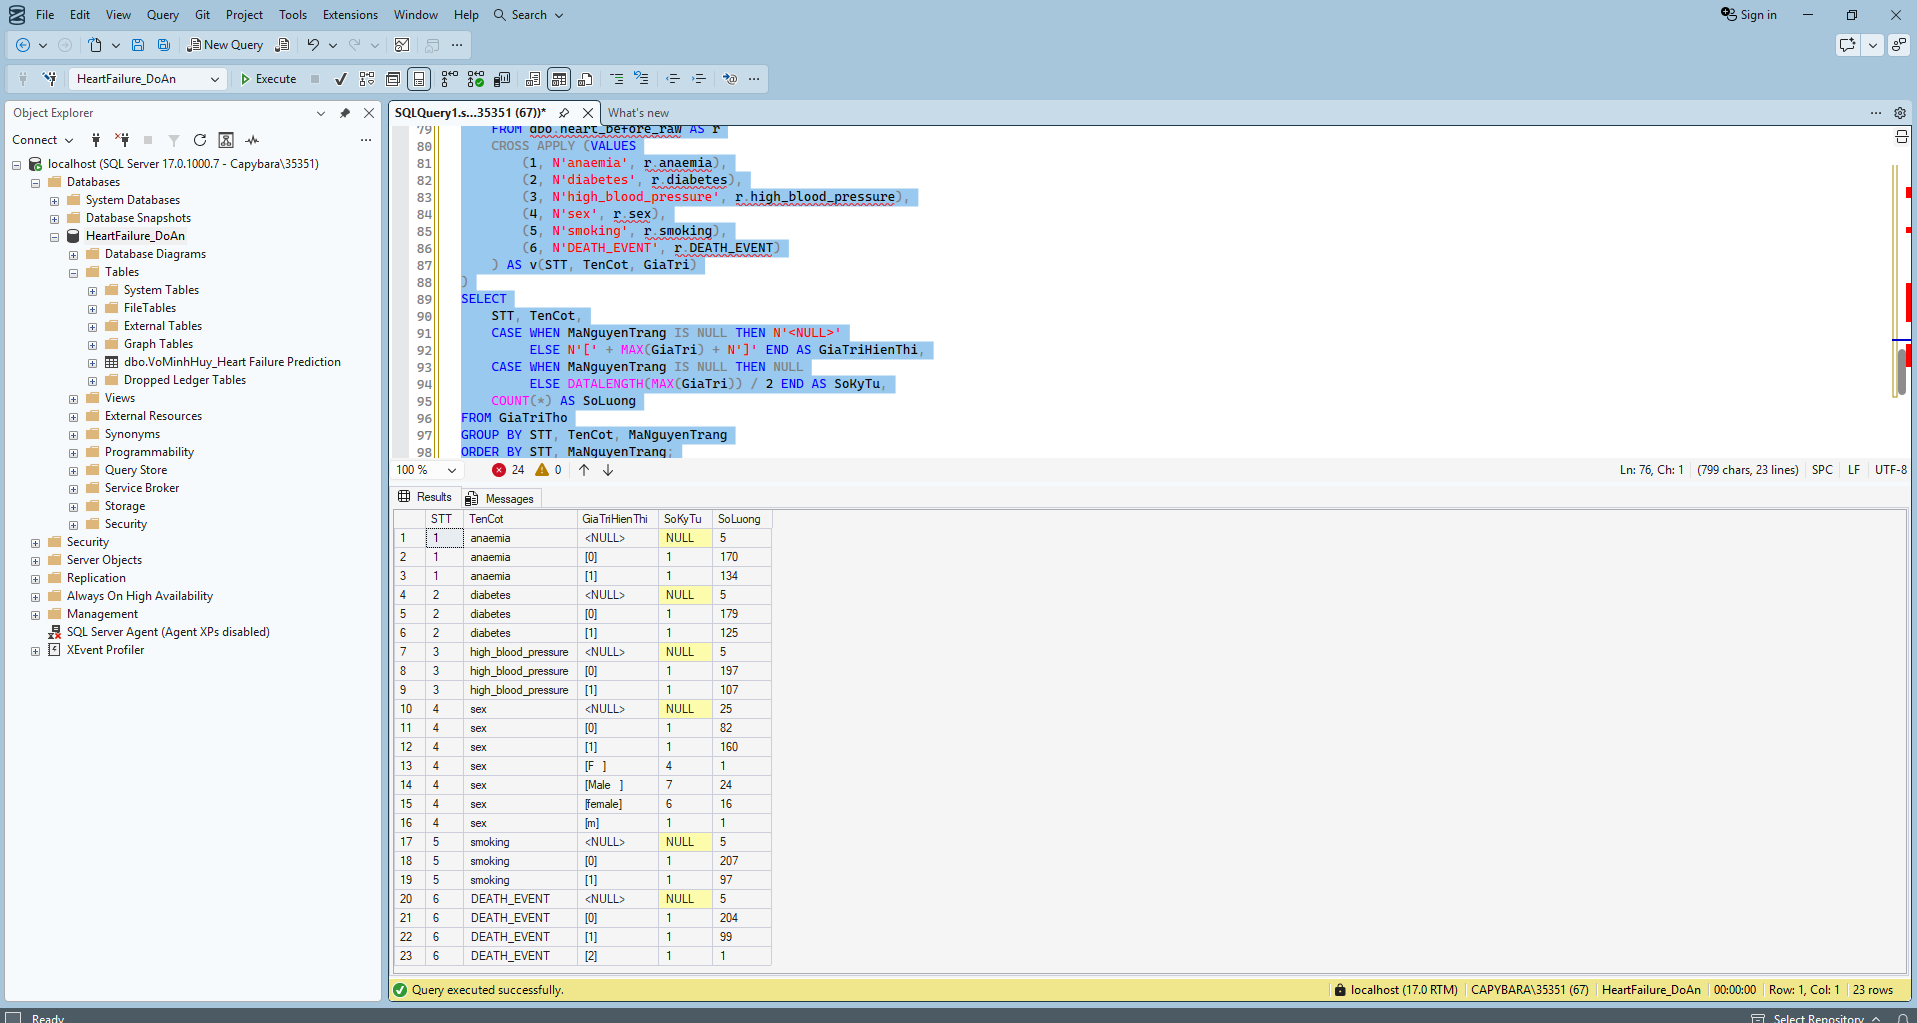 File Edit View Query Git Project Tools Extensions Window Help Search Sign in
New Query
HeartFailure_DoAn Execute
Object Explorer
Connect
localhost (SQL Server 17.0.1000.7 - Capybara\35351)
Databases
System Databases
Database Snapshots
HeartFailure_DoAn
Database Diagrams
Tables
System Tables
FileTables
External Tables
Graph Tables
dbo.VoMinhHuy_Heart Failure Prediction
Dropped Ledger Tables
Views
External Resources
Synonyms
Programmability
Query Store
Service Broker
Storage
Security
Security
Server Objects
Replication
Always On High Availability
Management
SQL Server Agent (Agent XPs disabled)
XEvent Profiler
SQLQuery1.s...35351 (67))* What's new
79 FROM dbo.heart_before_raw AS r
80 CROSS APPLY (VALUES
81 (1, N'anaemia', r.anaemia),
82 (2, N'diabetes', r.diabetes),
83 (3, N'high_blood_pressure', r.high_blood_pressure),
84 (4, N'sex', r.sex),
85 (5, N'smoking', r.smoking),
86 (6, N'DEATH_EVENT', r.DEATH_EVENT)
87 ) AS v(STT, TenCot, GiaTri)
88 )
89 SELECT
90 STT, TenCot,
91 CASE WHEN MaNguyenTrang IS NULL THEN N'<NULL>'
92 ELSE N'[' + MAX(GiaTri) + N']' END AS GiaTriHienThi,
93 CASE WHEN MaNguyenTrang IS NULL THEN NULL
94 ELSE DATALENGTH(MAX(GiaTri)) / 2 END AS SoKyTu,
95 COUNT(*) AS SoLuong
96 FROM GiaTriTho
97 GROUP BY STT, TenCot, MaNguyenTrang
98 ORDER BY STT, MaNguyenTrang;
100 % 24 0 Ln: 76, Ch: 1 (799 chars, 23 lines) SPC LF UTF-8
Results Messages
STT TenCot GiaTriHienThi SoKyTu SoLuong
1 1 anaemia <NULL> NULL 5
2 1 anaemia [0] 1 170
3 1 anaemia [1] 1 134
4 2 diabetes <NULL> NULL 5
5 2 diabetes [0] 1 179
6 2 diabetes [1] 1 125
7 3 high_blood_pressure <NULL> NULL 5
8 3 high_blood_pressure [0] 1 197
9 3 high_blood_pressure [1] 1 107
10 4 sex <NULL> NULL 25
11 4 sex [0] 1 82
12 4 sex [1] 1 160
13 4 sex [F   ] 4 1
14 4 sex [Male   ] 7 24
15 4 sex [female] 6 16
16 4 sex [m] 1 1
17 5 smoking <NULL> NULL 5
18 5 smoking [0] 1 207
19 5 smoking [1] 1 97
20 6 DEATH_EVENT <NULL> NULL 5
21 6 DEATH_EVENT [0] 1 204
22 6 DEATH_EVENT [1] 1 99
23 6 DEATH_EVENT [2] 1 1
Query executed successfully. localhost (17.0 RTM) CAPYBARA\35351 (67) HeartFailure_DoAn 00:00:00 Row: 1, Col: 1 23 rows
Ready Select Repository